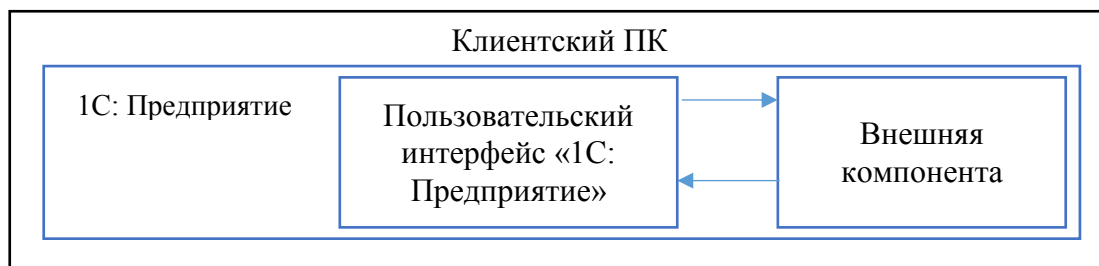 Клиентский ПК
1С: Предприятие
Пользовательский
интерфейс «1С:
Предприятие»
Внешняя
компонента